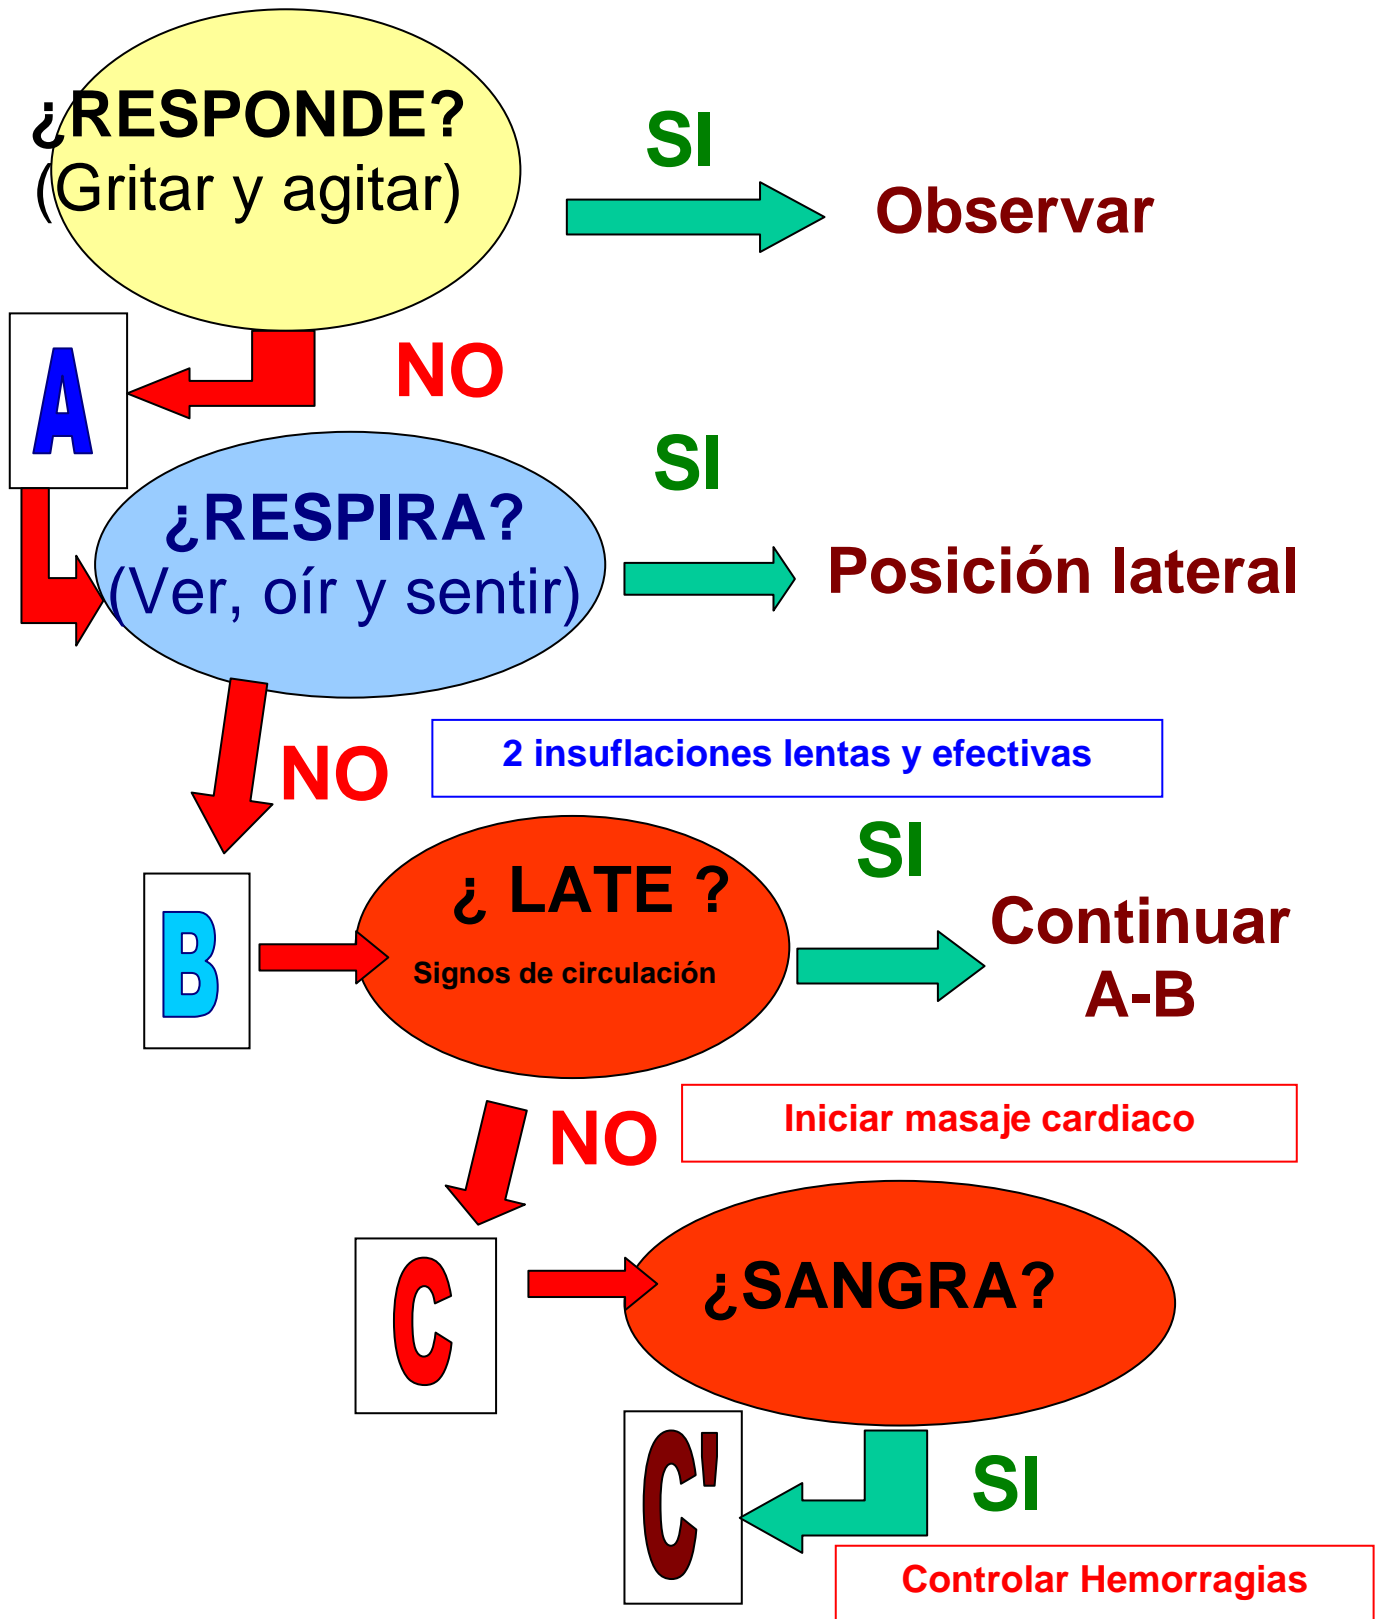 ¿RESPONDE?
(Gritar y agitar)
SI
Observar
A
NO
¿RESPIRA?
(Ver, oír y sentir)
SI
Posición lateral
NO
2 insuflaciones lentas y efectivas
B
¿ LATE ?
Signos de circulación
SI
Continuar
A-B
NO
Iniciar masaje cardiaco
C
¿SANGRA?
C'
SI
Controlar Hemorragias